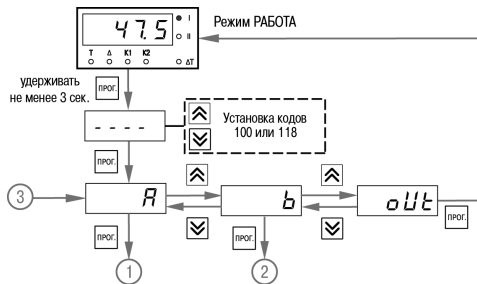 47.5
I
II
T Δ K1 K2 ΔT
Режим РАБОТА
удерживать
не менее 3 сек.
ПРОГ.
- - - -
Установка кодов
100 или 118
ПРОГ.
3
A
b
oUt
ПРОГ.
ПРОГ.
ПРОГ.
1
2